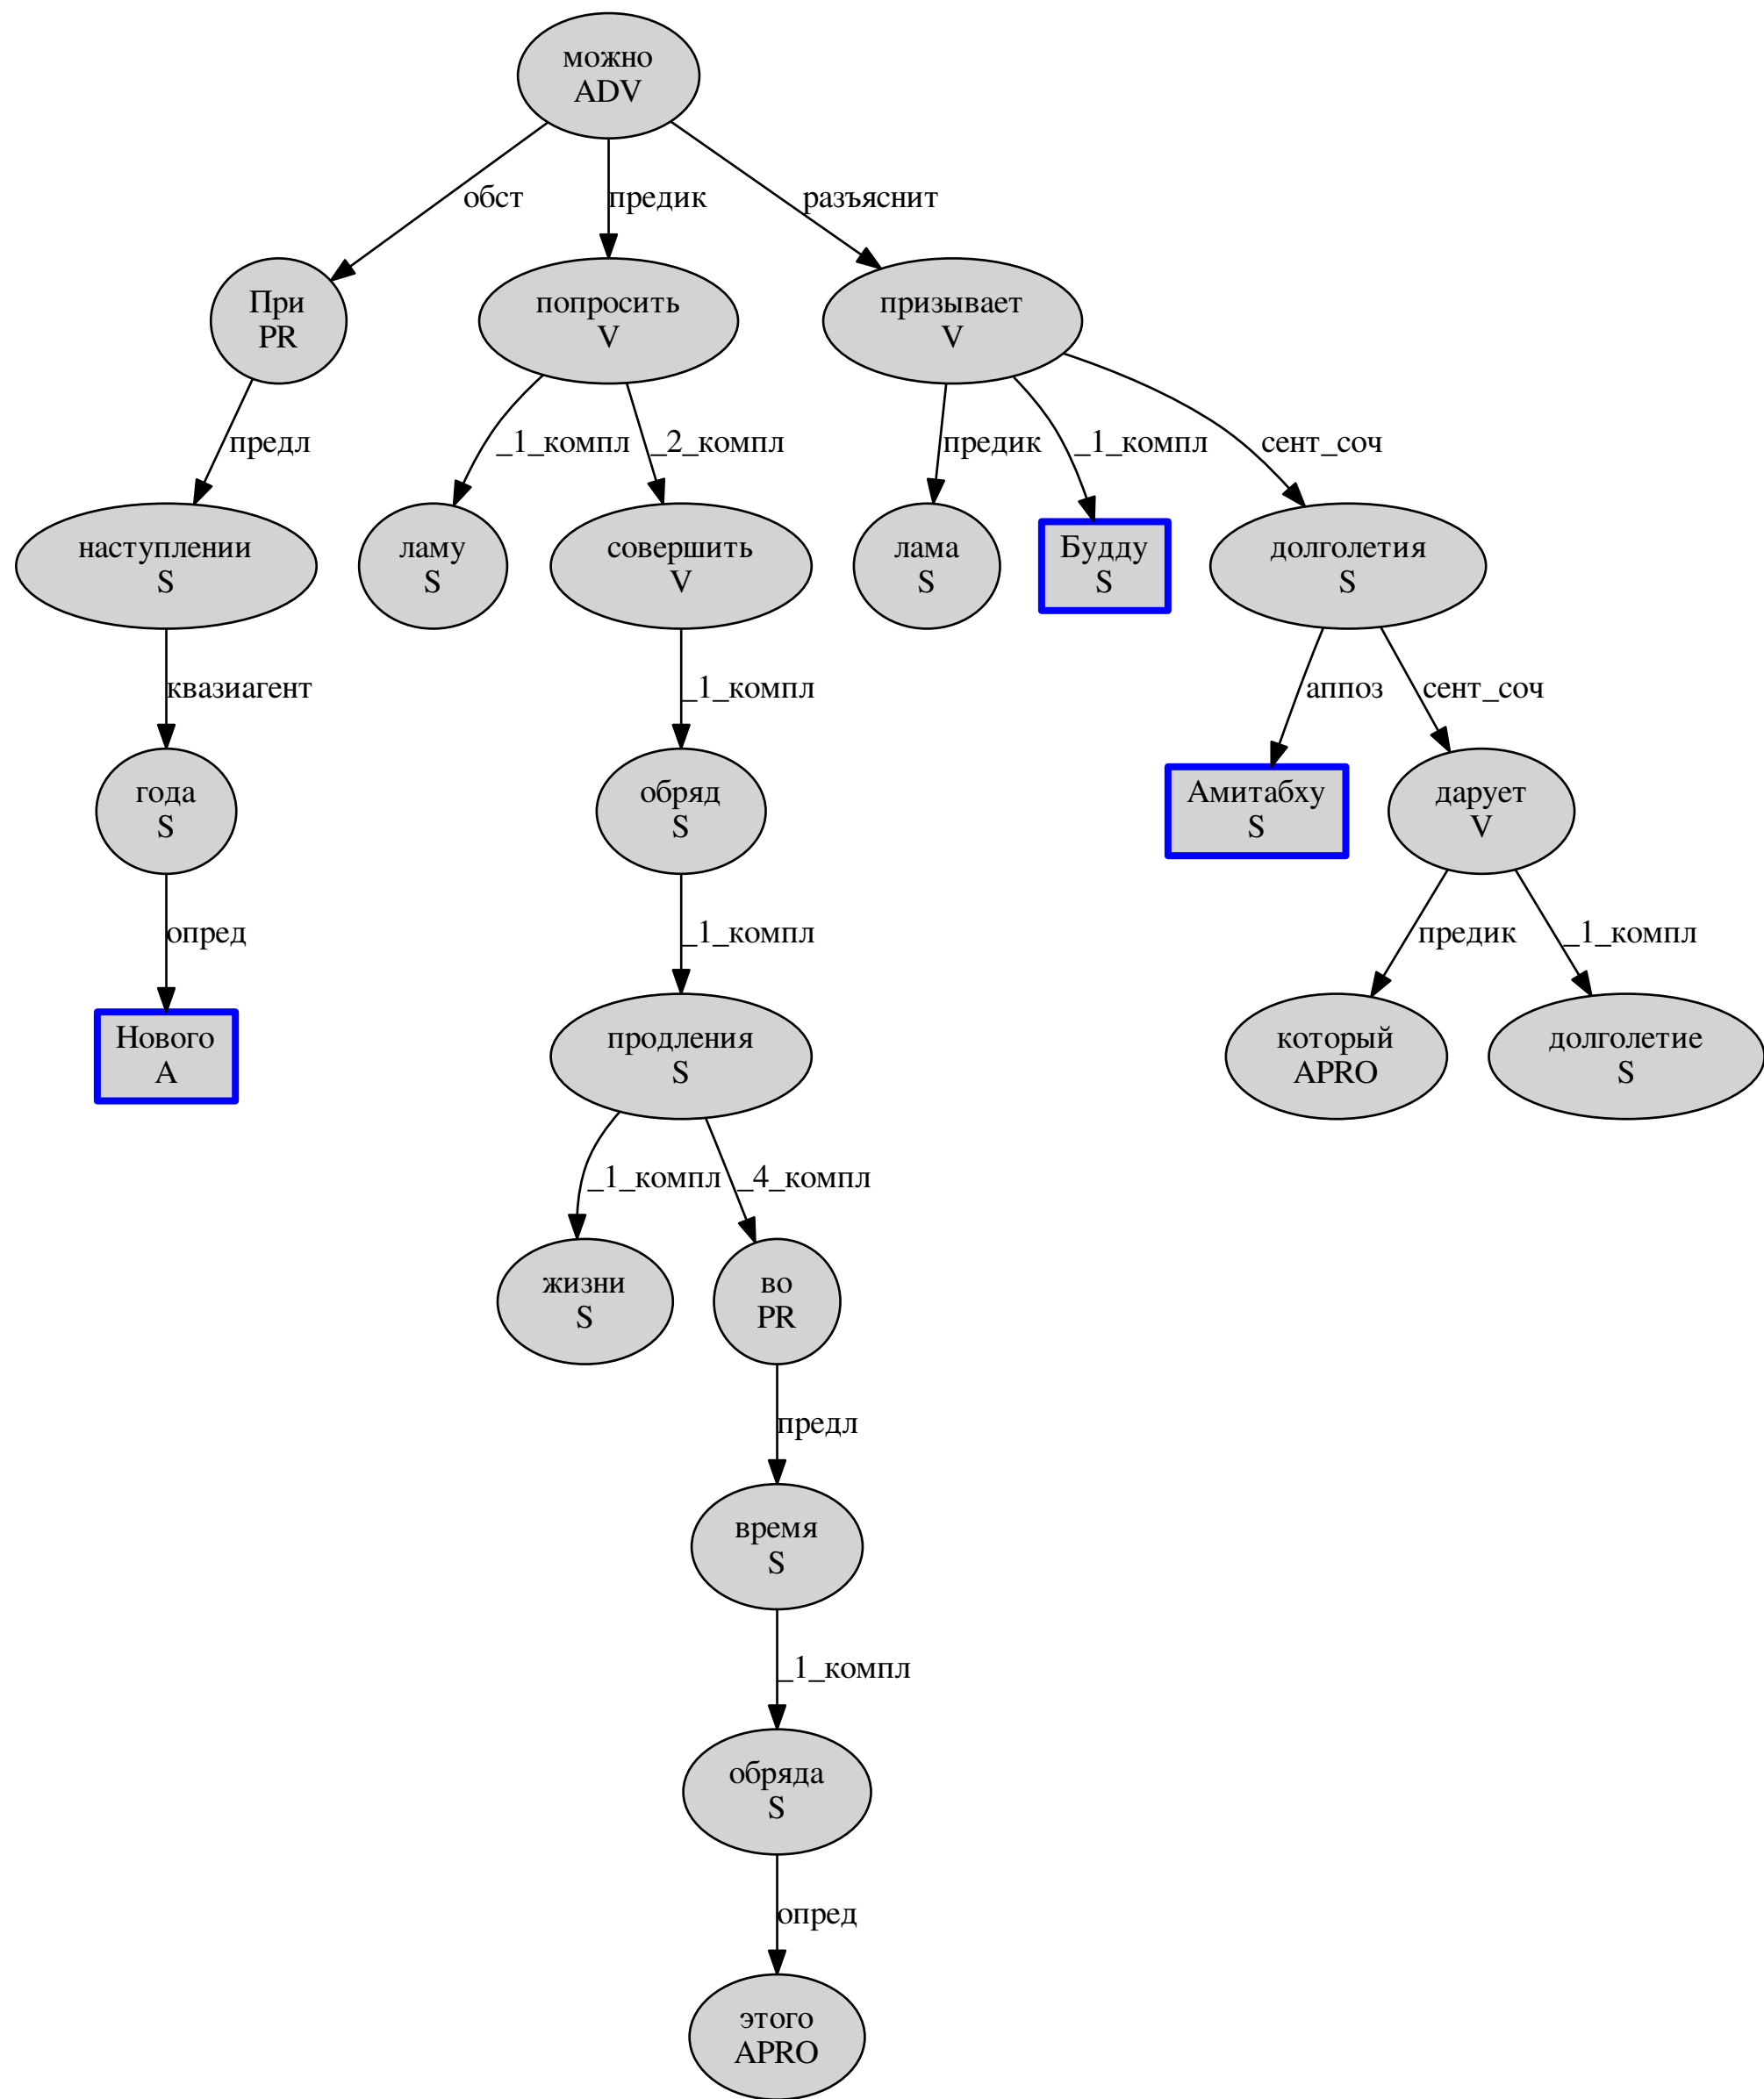 можно
ADV
обст
предик
разъяснит
При
PR
попросить
V
призывает
V
предл
_1_компл
_2_компл
предик
_1_компл
сент_соч
наступлении
S
ламу
S
совершить
V
лама
S
Будду
S
долголетия
S
квазиагент
_1_компл
аппоз
сент_соч
года
S
обряд
S
Амитабху
S
дарует
V
опред
_1_компл
предик
_1_компл
Нового
A
продления
S
который
APRO
долголетие
S
_1_компл
_4_компл
жизни
S
во
PR
предл
время
S
_1_компл
обряда
S
опред
этого
APRO